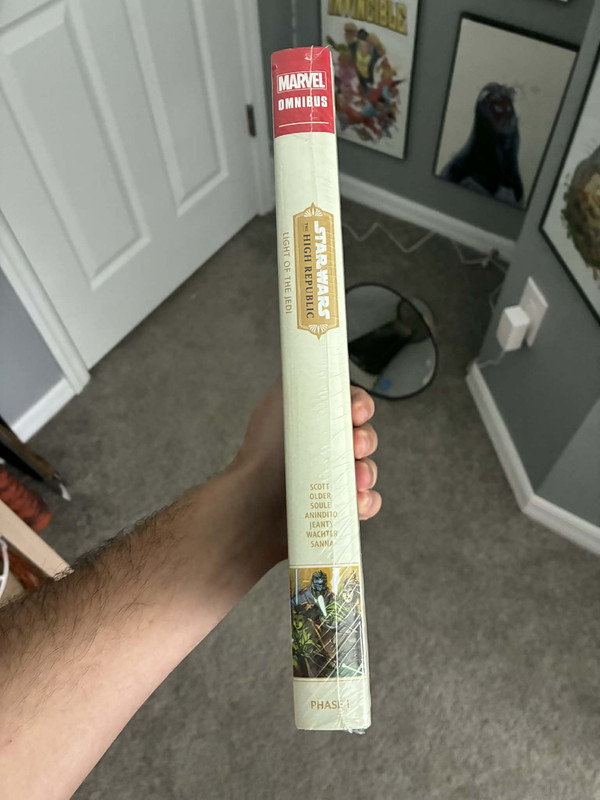 INVINCIBLE
MARVEL
OMNIBUS
STAR WARS
THE HIGH REPUBLIC
LIGHT OF THE JEDI
SCOTT
OLDER
SOULE
ANINDITO
JEANTY
WACHTER
SANNA
PHASE I